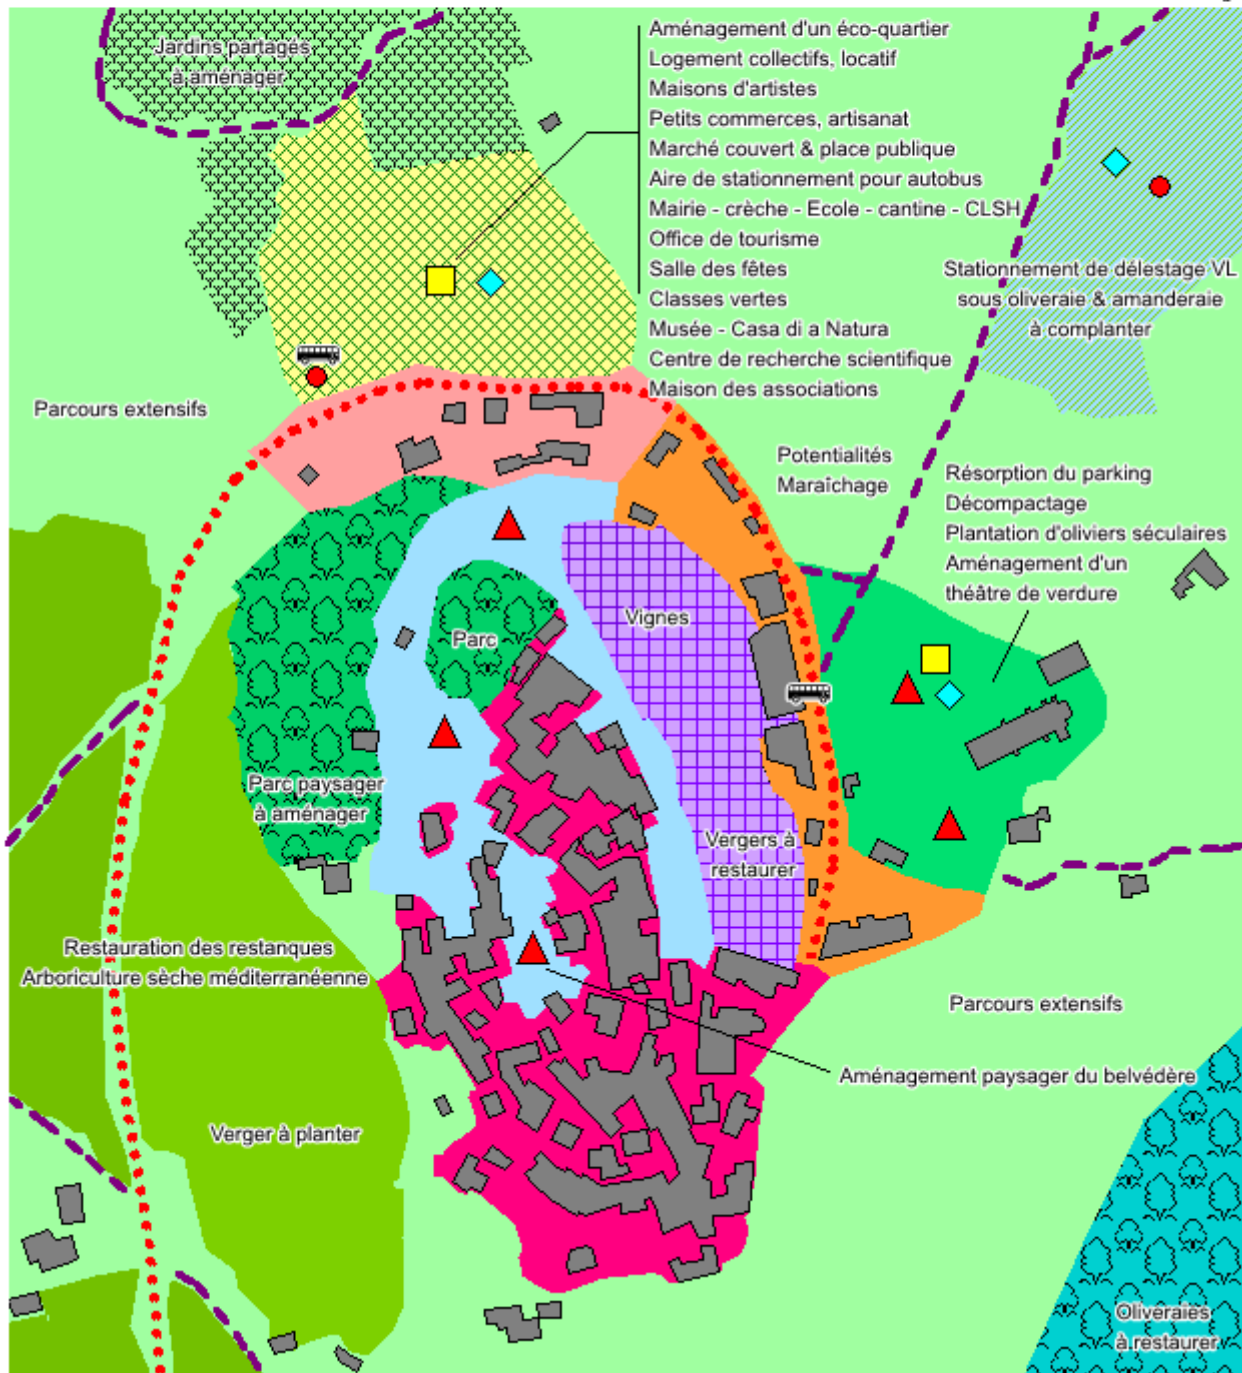 Jardins partagés
à aménager
Aménagement d'un éco-quartier
Logement collectifs, locatif
Maisons d'artistes
Petits commerces, artisanat
Marché couvert & place publique
Aire de stationnement pour autobus
Mairie - crèche - Ecole - cantine - CLSH
Office de tourisme
Salle des fêtes
Classes vertes
Musée - Casa di a Natura
Centre de recherche scientifique
Maison des associations
Stationnement de délestage VL
sous oliveraie & amanderaie
à complanter
Parcours extensifs
Potentialités
Maraîchage
Résorption du parking
Décompactage
Plantation d'oliviers séculaires
Aménagement d'un
théâtre de verdure
Vignes
Parc
Parc paysager
à aménager
Vergers à
restaurer
Restauration des restanques
Arboriculture sèche méditerranéenne
Parcours extensifs
Aménagement paysager du belvédère
Verger à planter
Oliveraies
à restaurer